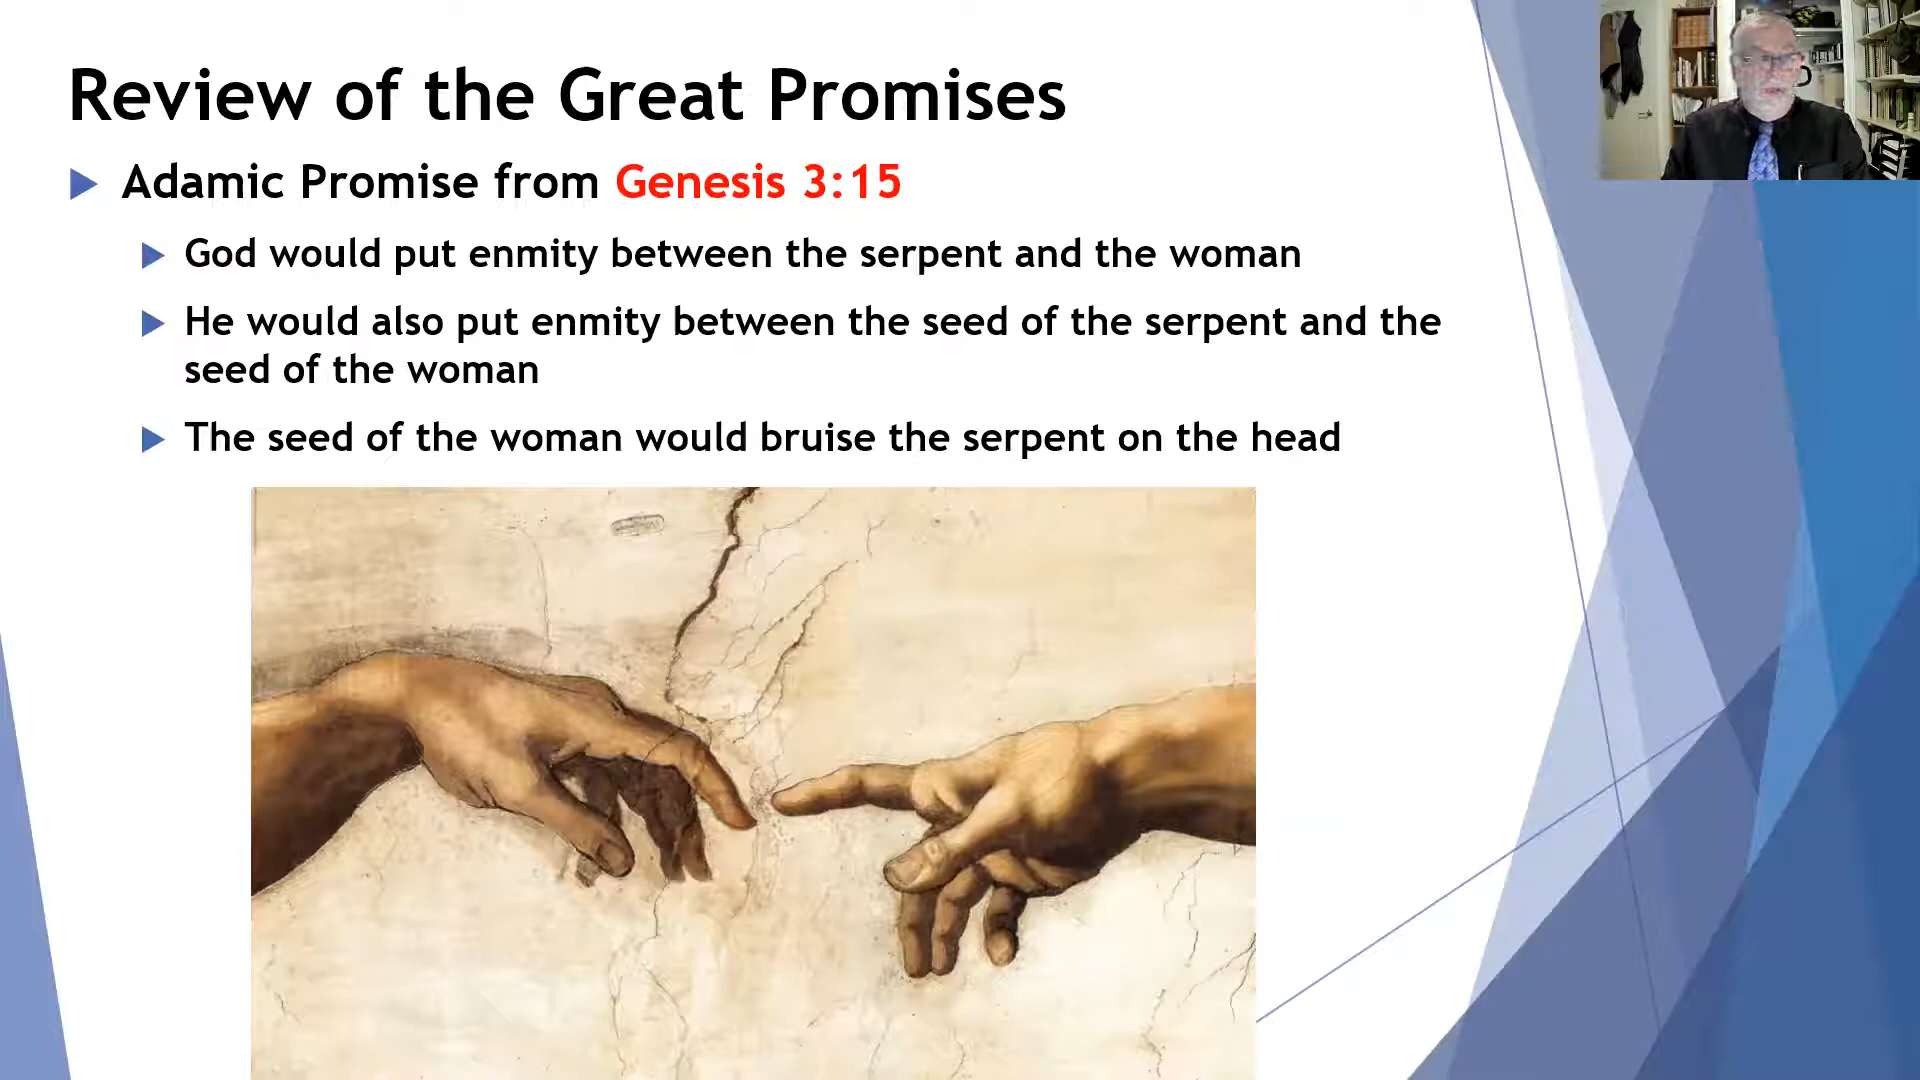 Review of the Great Promises
Adamic Promise from Genesis 3:15
God would put enmity between the serpent and the woman
He would also put enmity between the seed of the serpent and the
seed of the woman
The seed of the woman would bruise the serpent on the head